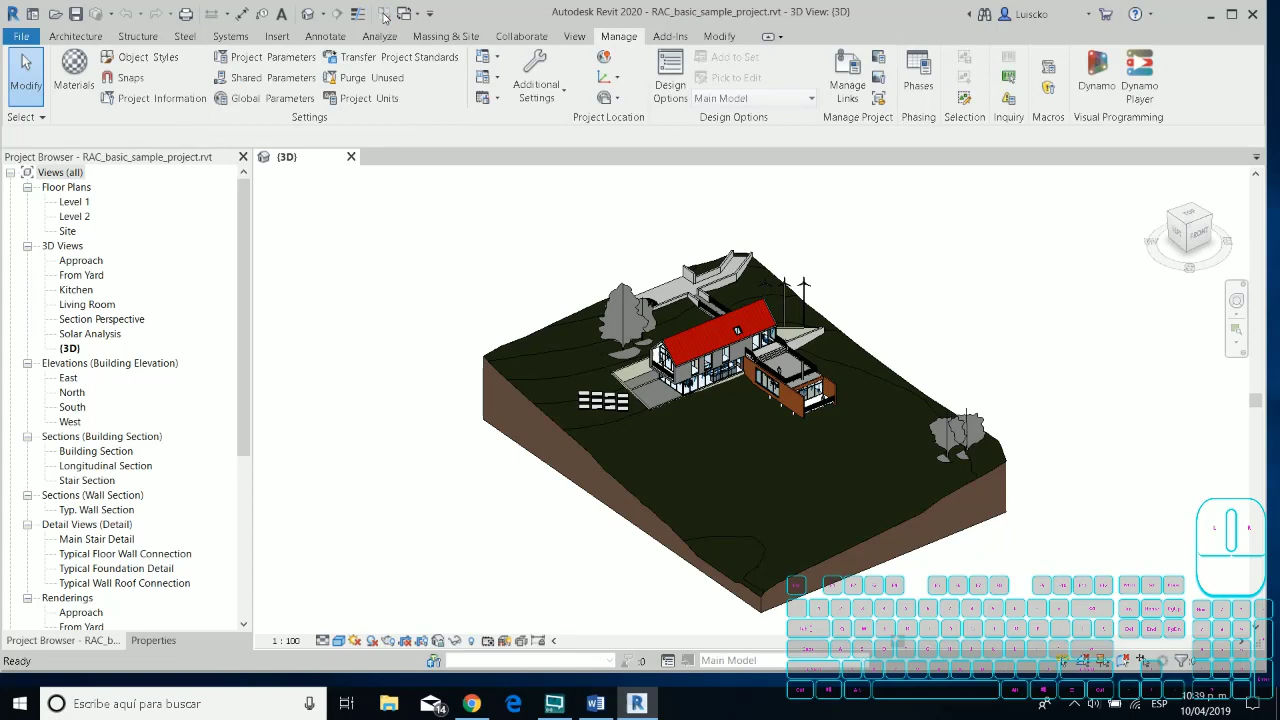 Autodesk Revit 2020 - RAC_basic_sample_project.rvt - 3D View: {3D}
Luiscko
File Architecture Structure Steel Systems Insert Annotate Analyze Massing & Site Collaborate View Manage Add-Ins Modify
Object Styles Project Parameters Transfer Project Standards Add to Set
Snaps Shared Parameters Purge Unused Pick to Edit
Modify Materials Additional Settings Design Options Manage Links Phases Dynamo Dynamo Player
Project Information Global Parameters Project Units Main Model
Select Settings Project Location Design Options Manage Project Phasing Selection Inquiry Macros Visual Programming
Project Browser - RAC_basic_sample_project.rvt
{3D}
Views (all)
Floor Plans
Level 1
Level 2
Site
3D Views
Approach
From Yard
Kitchen
Living Room
Section Perspective
Solar Analysis
{3D}
Elevations (Building Elevation)
East
North
South
West
Sections (Building Section)
Building Section
Longitudinal Section
Stair Section
Sections (Wall Section)
Typ. Wall Section
Detail Views (Detail)
Main Stair Detail
Typical Floor Wall Connection
Typical Foundation Detail
Typical Wall Roof Connection
Renderings
Approach
From Yard
TOP
FRONT
L R
Project Browser - RAC_b... Properties
1 : 100
Ready
:0
Main Model
Escribe aquí para buscar
14
ESP
10:39 p. m.
10/04/2019